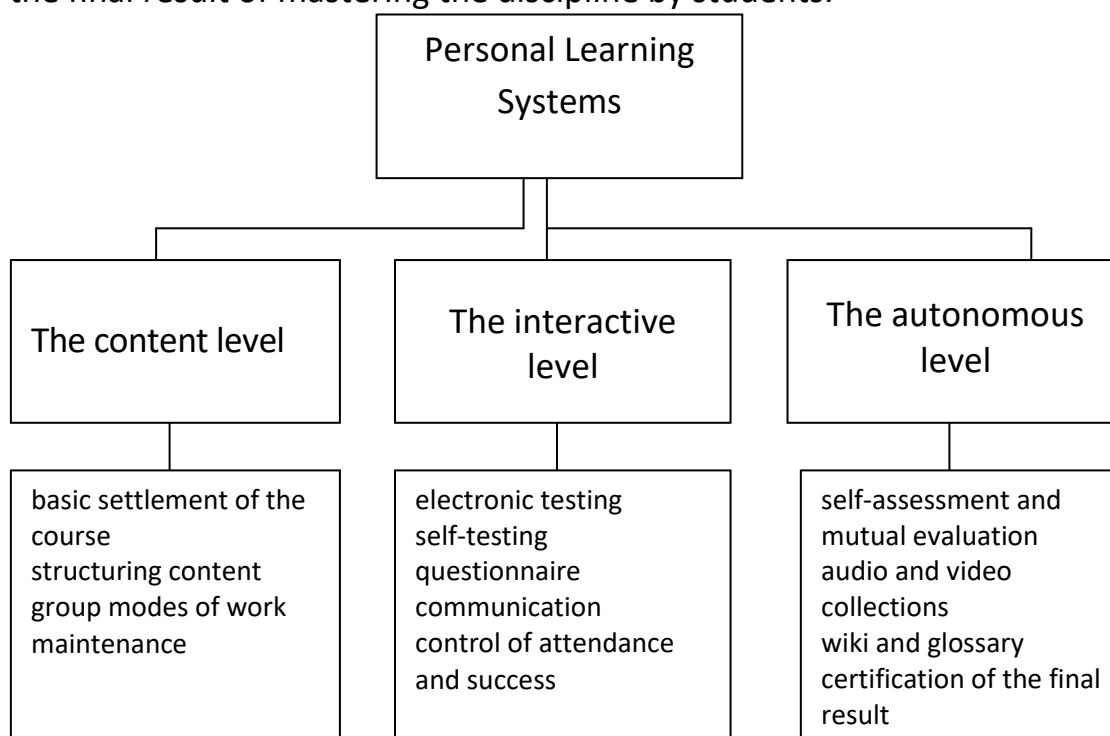 the final result of mastering the discipline by students.
Personal Learning
Systems
The content level
The interactive
level
The autonomous
level
basic settlement of the
course
structuring content
group modes of work
maintenance
electronic testing
self-testing
questionnaire
communication
control of attendance
and success
self-assessment and
mutual evaluation
audio and video
collections
wiki and glossary
certification of the final
result